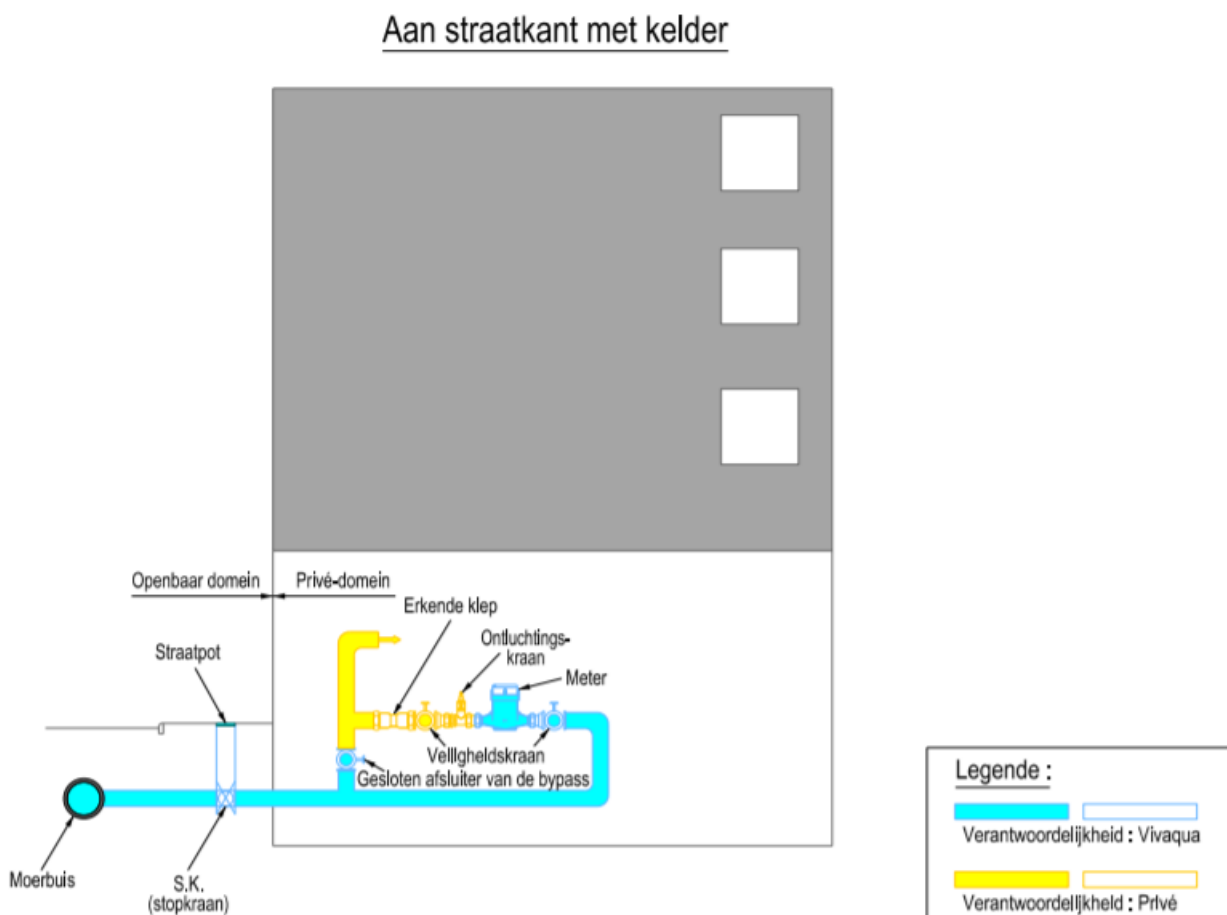 Aan straatkant met kelder
Openbaar domein
Privé-domein
Erkende klep
Ontluchtings-
kraan
Straatpot
Meter
Veiligheidskraan
Gesloten afsluiter van de bypass
Moerbuis
S.K.
(stopkraan)
Legende :
Verantwoordelijkheid : Vivaqua
Verantwoordelijkheid : Privé